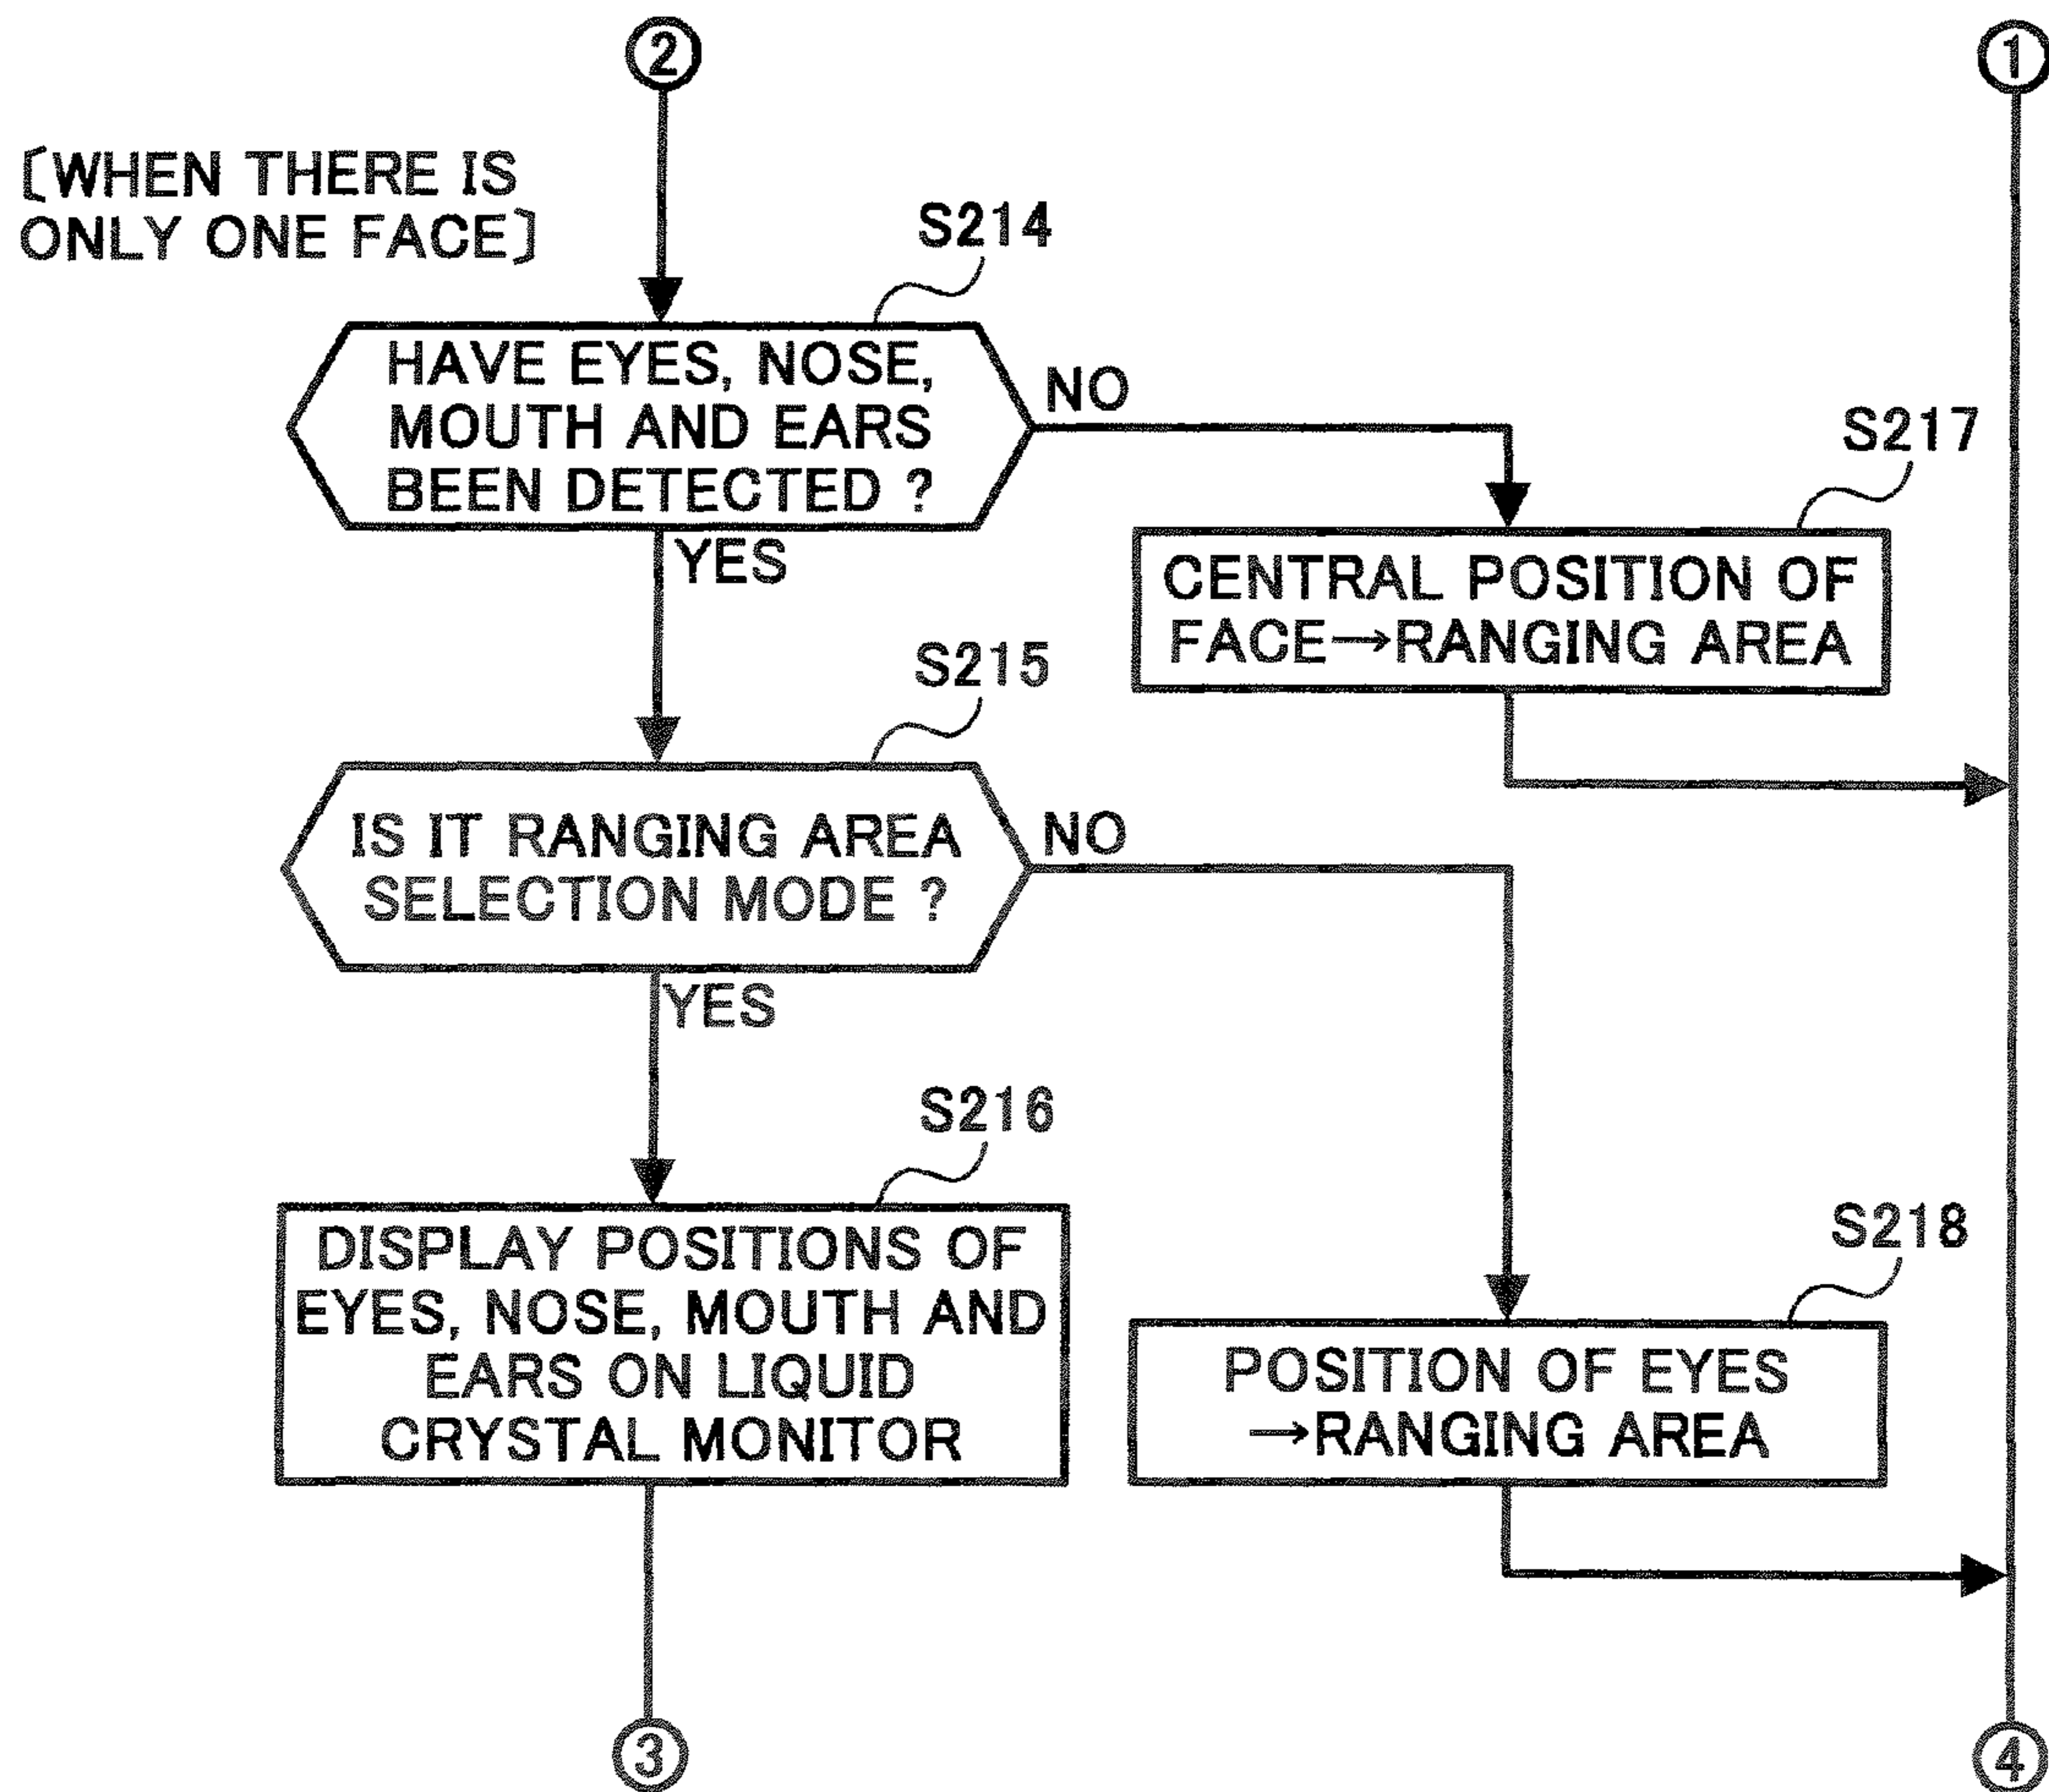 ②
①
〔WHEN THERE IS
ONLY ONE FACE〕
S214
HAVE EYES, NOSE,
MOUTH AND EARS
BEEN DETECTED ?
NO
YES
S217
CENTRAL POSITION OF
FACE→RANGING AREA
S215
IS IT RANGING AREA
SELECTION MODE ?
NO
YES
S216
DISPLAY POSITIONS OF
EYES, NOSE, MOUTH AND
EARS ON LIQUID
CRYSTAL MONITOR
S218
POSITION OF EYES
→RANGING AREA
③
④